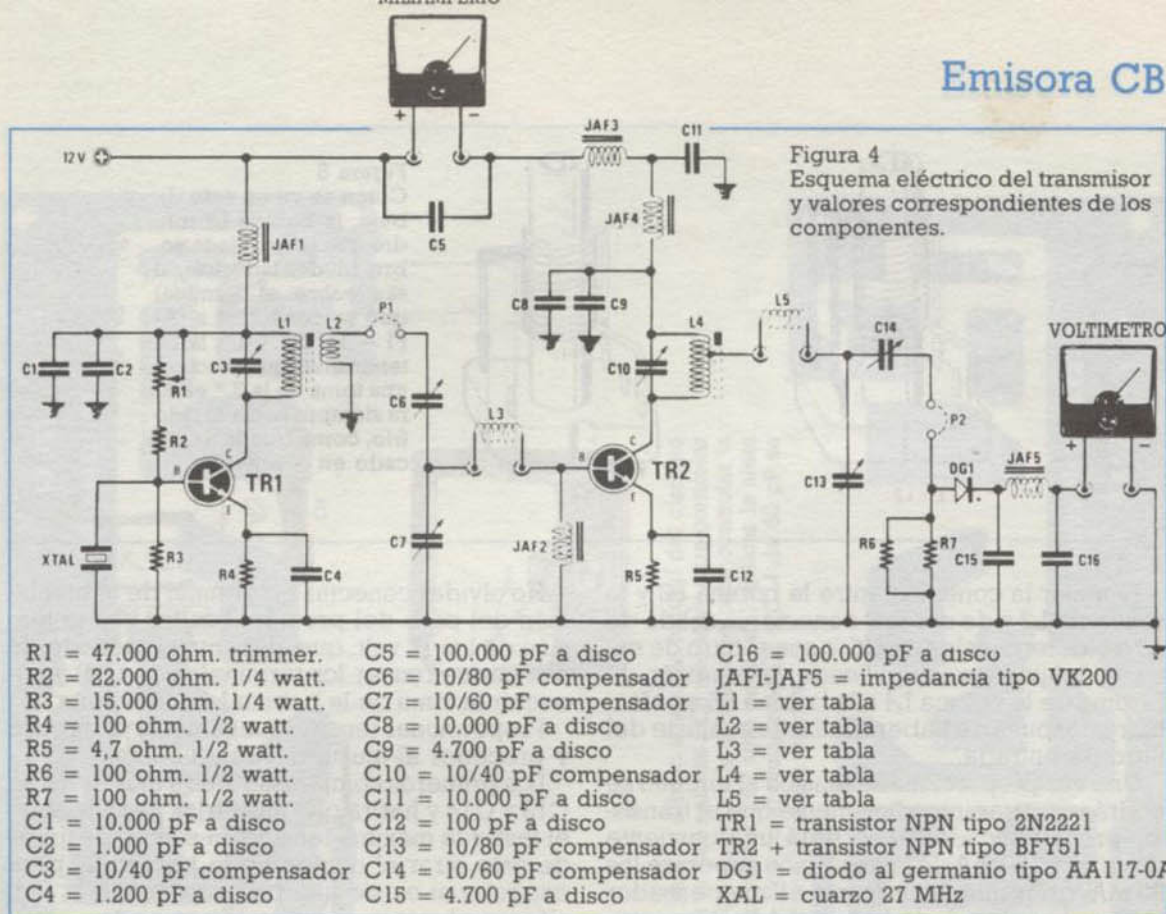 MILIAMPERIO
Emisora CB
Figura 4
Esquema eléctrico del transmisor
y valores correspondientes de los
componentes.
12 V
+
-
JAF3
C11
C5
JAF1
JAF4
L5
C8
C9
L4
C14
VOLTIMETRO
C1
C2
R1
C3
L1
L2
P1
C6
C10
L3
P2
+
-
R2
B
C
E
TR1
B
C
E
TR2
C13
DG1
JAF5
XTAL
R3
R4
C4
C7
JAF2
R5
C12
R6
R7
C15
C16
R1 = 47.000 ohm. trimmer.
R2 = 22.000 ohm. 1/4 watt.
R3 = 15.000 ohm. 1/4 watt.
R4 = 100 ohm. 1/2 watt.
R5 = 4,7 ohm. 1/2 watt.
R6 = 100 ohm. 1/2 watt.
R7 = 100 ohm. 1/2 watt.
C1 = 10.000 pF a disco
C2 = 1.000 pF a disco
C3 = 10/40 pF compensador
C4 = 1.200 pF a disco
C5 = 100.000 pF a disco
C6 = 10/80 pF compensador
C7 = 10/60 pF compensador
C8 = 10.000 pF a disco
C9 = 4.700 pF a disco
C10 = 10/40 pF compensador
C11 = 10.000 pF a disco
C12 = 100 pF a disco
C13 = 10/80 pF compensador
C14 = 10/60 pF compensador
C15 = 4.700 pF a disco
C16 = 100.000 pF a disco
JAFI-JAF5 = impedancia tipo VK200
L1 = ver tabla
L2 = ver tabla
L3 = ver tabla
L4 = ver tabla
L5 = ver tabla
TR1 = transistor NPN tipo 2N2221
TR2 + transistor NPN tipo BFY51
DG1 = diodo al germanio tipo AA117-0A
XAL = cuarzo 27 MHz